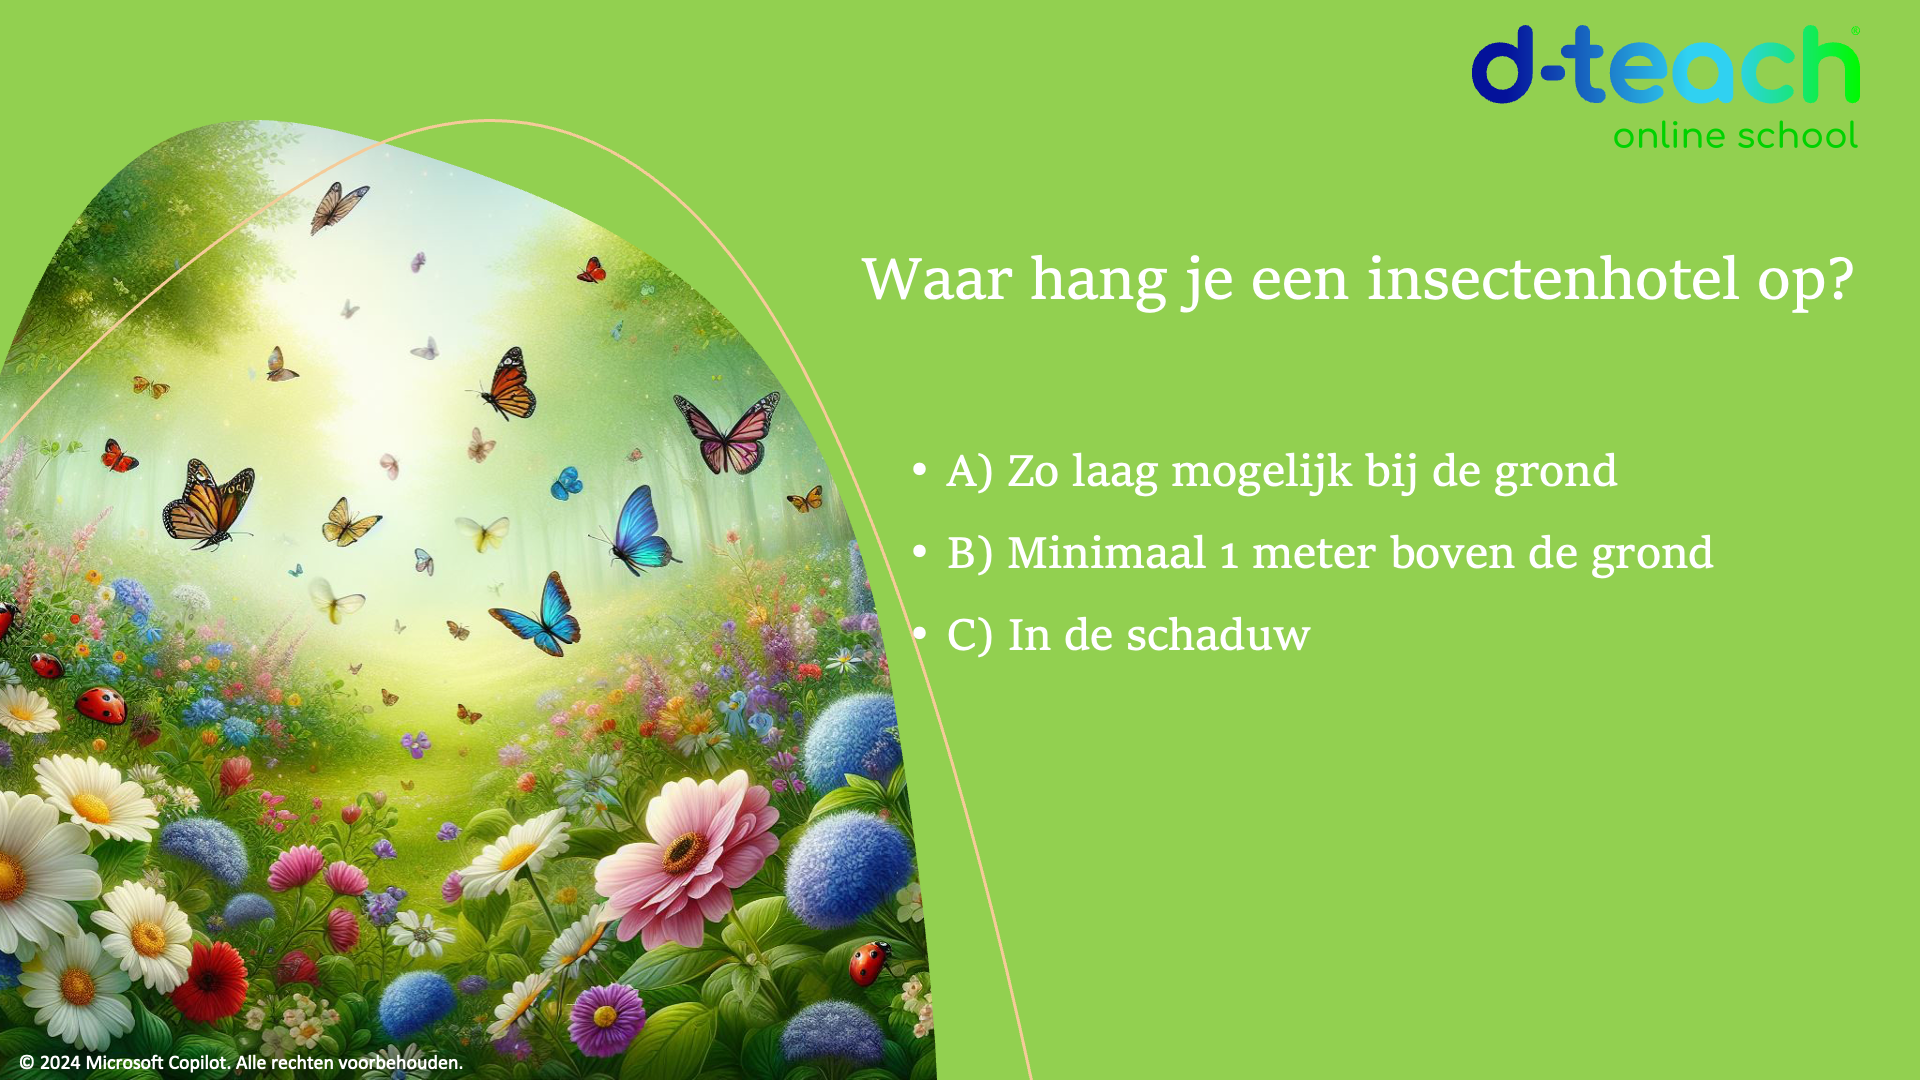 d-teach®
online school
Waar hang je een insectenhotel op?
• A) Zo laag mogelijk bij de grond
• B) Minimaal 1 meter boven de grond
• C) In de schaduw
© 2024 Microsoft Copilot. Alle rechten voorbehouden.